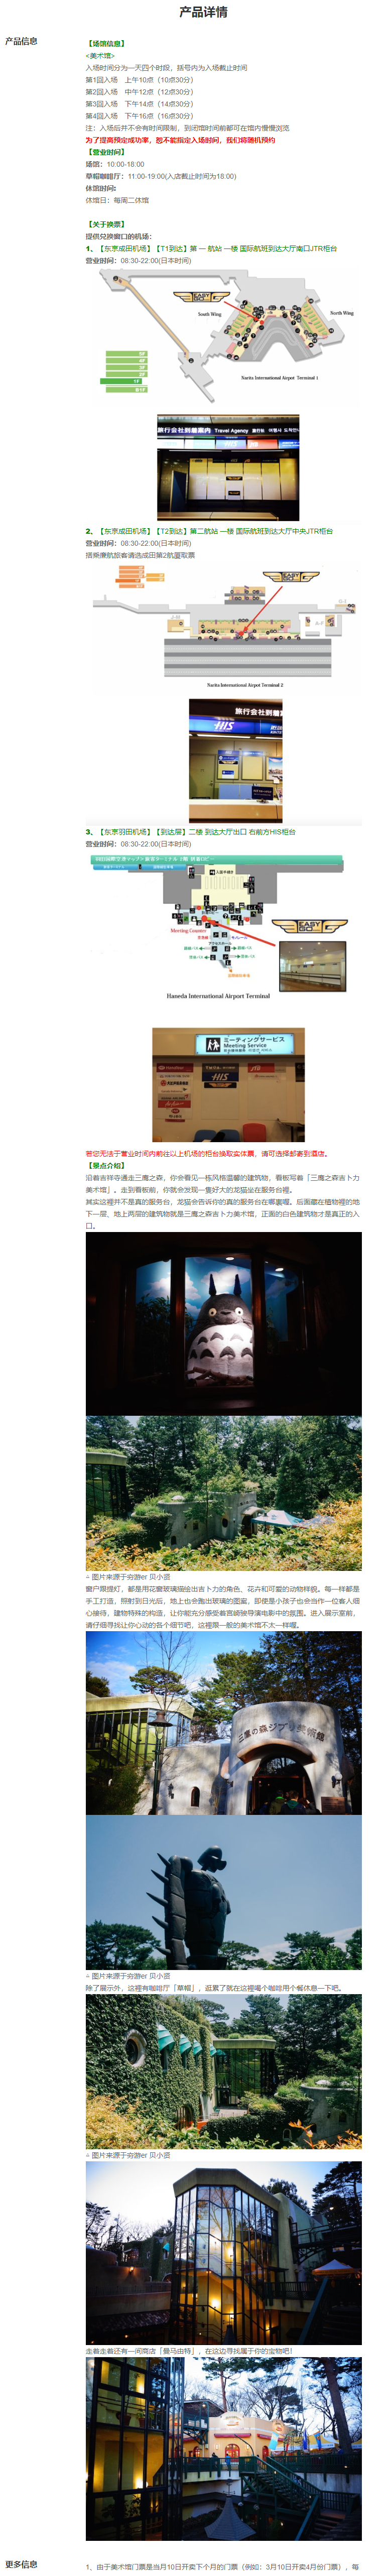 产品详情
产品信息
【场馆信息】
<美术馆>
入场时间分为一天四个时段，括号内为入场截止时间
第1回入场 上午10点（10点30分）
第2回入场 中午12点（12点30分）
第3回入场 下午14点（14点30分）
第4回入场 下午16点（16点30分）
注：入场后并不会有时间限制，到闭馆时间前都可在馆内慢慢浏览
为了提高预定成功率，恕不能指定入场时间，我们将随机预约
【营业时间】
场馆：10:00-18:00
草帽咖啡厅：11:00-19:00(入店截止时间为18:00)
休馆时间:
休馆日：每周二休馆
【关于换票】
提供兑换窗口的机场：
1、【东京成田机场】【T1到达】第 一 航站 一楼 国际航班到达大厅南口JTR柜台
营业时间：08:30-22:00(日本时间)
EASY GO
South Wing
North Wing
Narita International Airpot Terminal 1
5F
4F
3F
2F
1F
B1F
旅行会社到着案内 Travel Agency
2、【东京成田机场】【T2到达】第二航站 一楼 国际航班到达大厅中央JTR柜台
营业时间：08:30-22:00(日本时间)
搭乘廉航旅客请选成田第2航厦取票
EASY GO
Narita International Airpot Terminal 2
旅行会社到着案内
HIS
3、【东京羽田机场】【到达层】二楼 到达大厅出口 右前方HIS柜台
营业时间：08:30-22:00(日本时间)
Meeting Counters
EASY GO
Haneda International Airport Terminal
ミーティングサービス
Meeting Service
HIS
若您无法于营业时间内前往以上机场的柜台换取实体票，请可选择邮寄到酒店。
【景点介绍】
沿着吉祥寺通走三鹰之森，你会看见一栋风格温馨的建筑物，看板写着「三鹰之森吉卜力
美术馆」。走到看板前，你就会发现一隻好大的龙猫坐在服务台裡。
其实这裡并不是真的服务台，龙猫会告诉你的真的服务台在哪裏喔。后面藏在植物裡的地
下一层、地上两层的建筑物就是三鹰之森吉卜力美术馆，正面的白色建筑物才是真正的入
口。
÷ 图片来源于穷游er 贝小贤
窗户跟提灯，都是用花窗玻璃描绘出吉卜力的角色、花卉和可爱的动物样貌。每一样都是
手工打造，照射到日光后，地上也会跑出玻璃的图案，即使是小孩子也会当作一位客人细
心接待，建物特殊的构造，让你能充分感受着宫崎骏导演电影中的氛围。进入展示室前，
请仔细寻找让你心动的各个细节吧，这裡跟一般的美术馆不太一样喔。
三鷹の森ジブリ美術館
÷ 图片来源于穷游er 贝小贤
除了展示外，这裡有咖啡厅「草帽」，逛累了就在这裡喝个咖啡用个餐休息一下吧。
÷ 图片来源于穷游er 贝小贤
走着走着还有一间商店「曼马由特」，在这边寻找属于你的宝物吧！
更多信息
1、由于美术馆门票是当月10日开卖下个月的门票（例如：3月10日开卖4月份门票），每